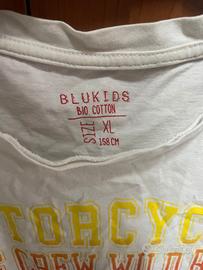 BLUKIDS
BIO COTTON
SIZE XL
158 CM
TORCYC
CREW WILD